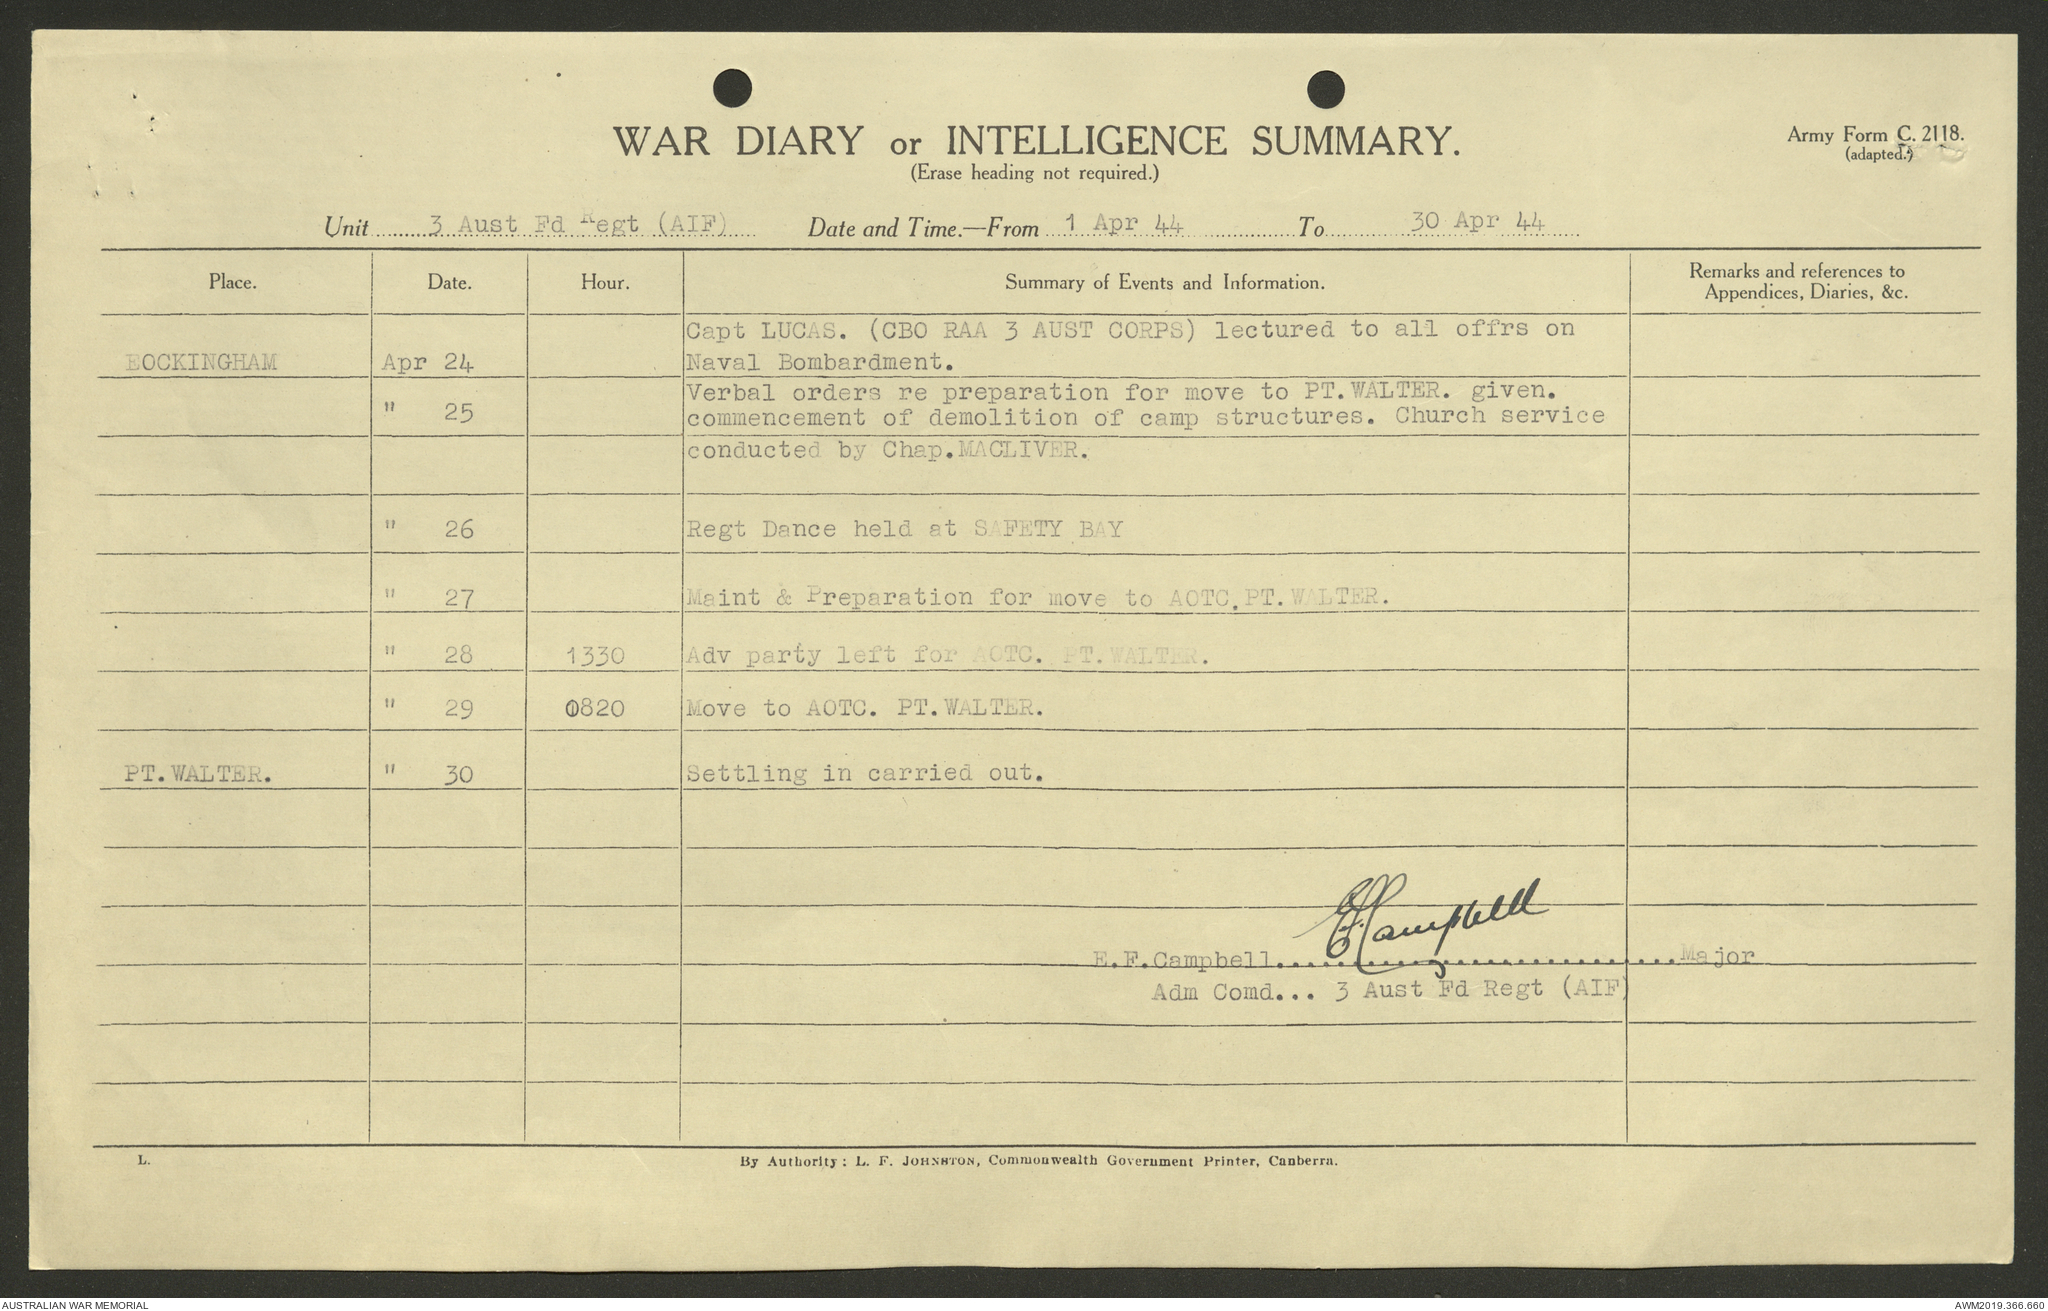 WAR DIARY or INTELLIGENCE SUMMARY.
(Erase heading not required.)
Army Form C. 2118.
(adapted.)
Unit 3 Aust Fd Regt (AIF) Date and Time.—From 1 Apr 44 To 30 Apr 44
Place. Date. Hour. Summary of Events and Information. Remarks and references to
Appendices, Diaries, &c.
Capt LUCAS. (CBO RAA 3 AUST CORPS) lectured to all offrs on
EOCKINGHAM Apr 24 Naval Bombardment.
Verbal orders re preparation for move to PT.WALTER. given.
" 25 commencement of demolition of camp structures. Church service
conducted by Chap.MACLIVER.
" 26 Regt Dance held at SAFETY BAY
" 27 Maint & Preparation for move to AOTC.PT.WALTER.
" 28 1330 Adv party left for AOTC. PT.WALTER.
" 29 0820 Move to AOTC. PT.WALTER.
PT.WALTER. " 30 Settling in carried out.
EFCampbell
E.F.Campbell..............................Major
Adm Comd... 3 Aust Fd Regt (AIF)
L. By Authority: L. F. JOHNSTON, Commonwealth Government Printer, Canberra.
AUSTRALIAN WAR MEMORIAL AWM2019.366.660